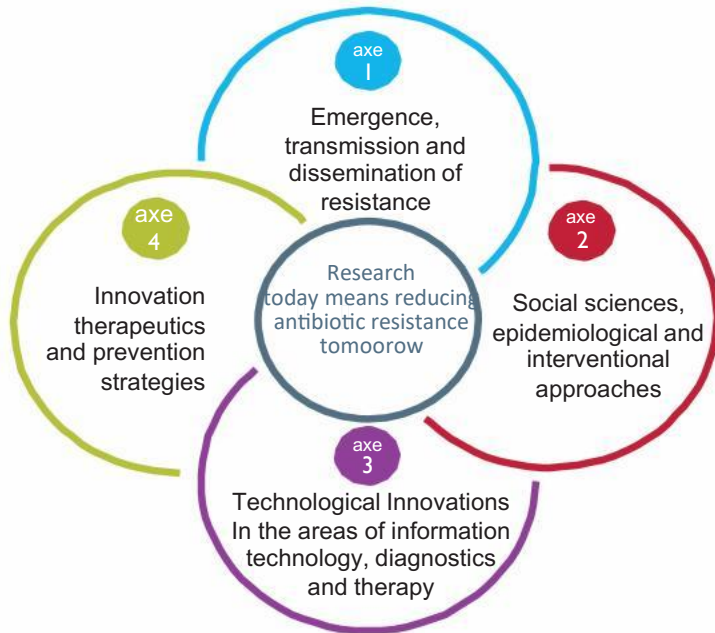 axe
1
Emergence,
transmission and
dissemination of
resistance
axe
2
Social sciences,
epidemiological and
interventional
approaches
axe
3
Technological Innovations
In the areas of information
technology, diagnostics
and therapy
axe
4
Innovation
therapeutics
and prevention
strategies
Research
today means reducing
antibiotic resistance
tomoorow